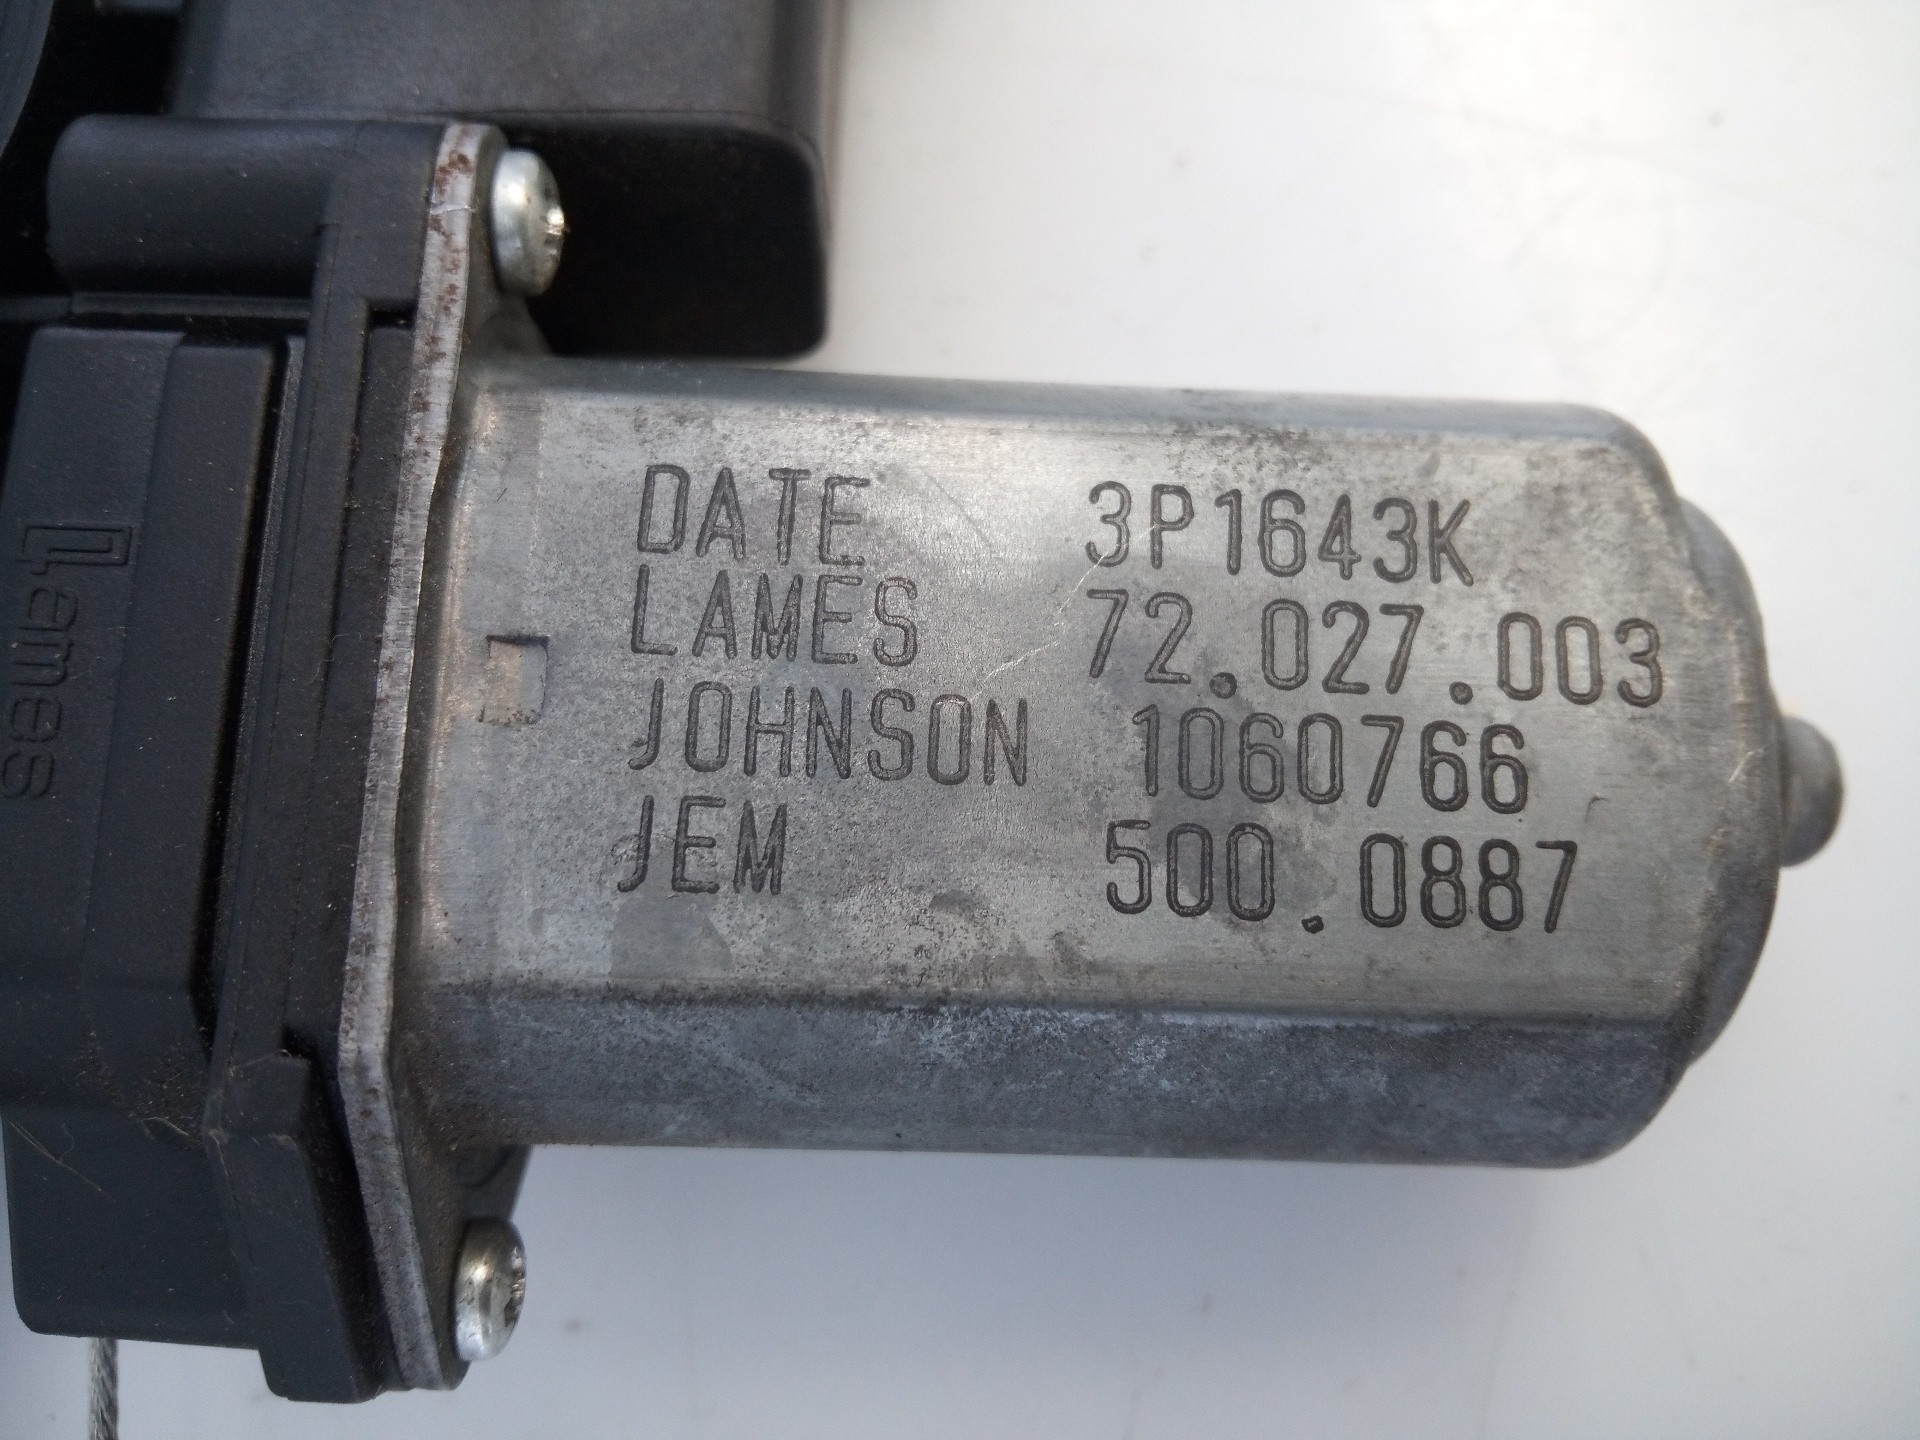 DATE 3P1643K
LAMES 72.027.003
JOHNSON 1060766
JEM 500.0887
Lames